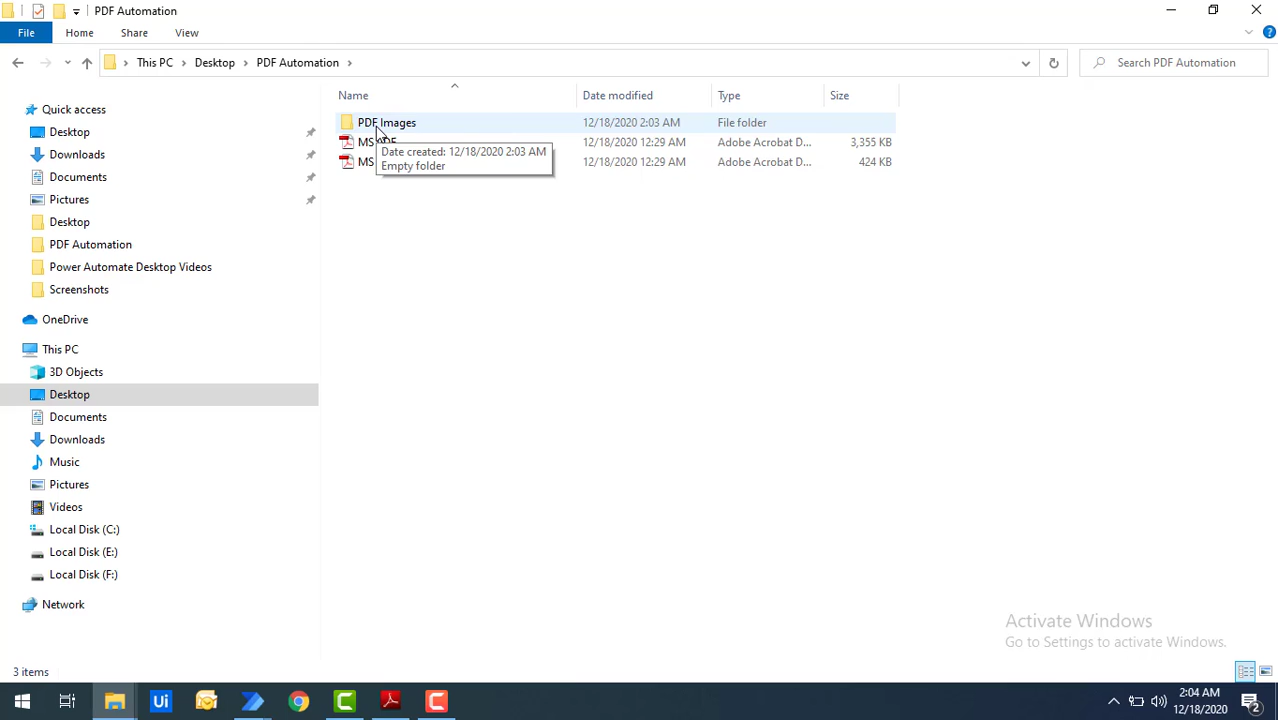 PDF Automation
File
Home
Share
View
This PC
Desktop
PDF Automation
Search PDF Automation
Name
Date modified
Type
Size
PDF Images
12/18/2020 2:03 AM
File folder
MS
12/18/2020 12:29 AM
Adobe Acrobat D...
3,355 KB
MS
12/18/2020 12:29 AM
Adobe Acrobat D...
424 KB
Date created: 12/18/2020 2:03 AM
Empty folder
Quick access
Desktop
Downloads
Documents
Pictures
Desktop
PDF Automation
Power Automate Desktop Videos
Screenshots
OneDrive
This PC
3D Objects
Desktop
Documents
Downloads
Music
Pictures
Videos
Local Disk (C:)
Local Disk (E:)
Local Disk (F:)
Network
Activate Windows
Go to Settings to activate Windows.
3 items
Ui
2:04 AM
12/18/2020
2